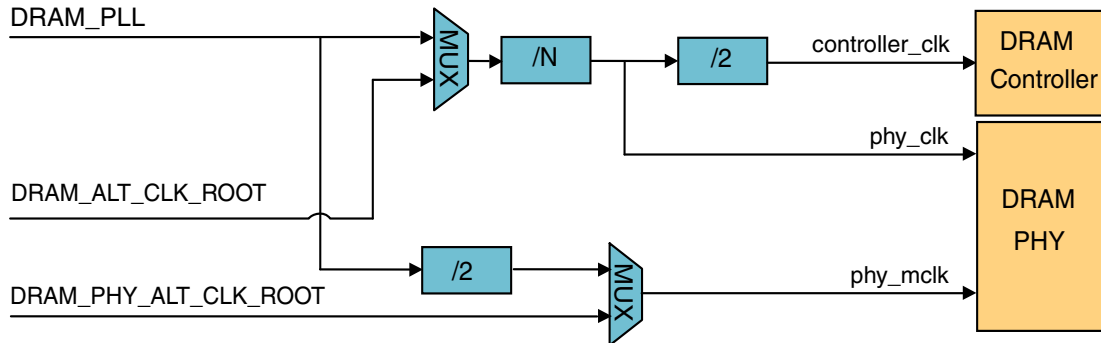 DRAM_PLL
MUX
/N
/2
controller_clk
DRAM
Controller
phy_clk
DRAM_ALT_CLK_ROOT
DRAM
PHY
/2
MUX
phy_mclk
DRAM_PHY_ALT_CLK_ROOT